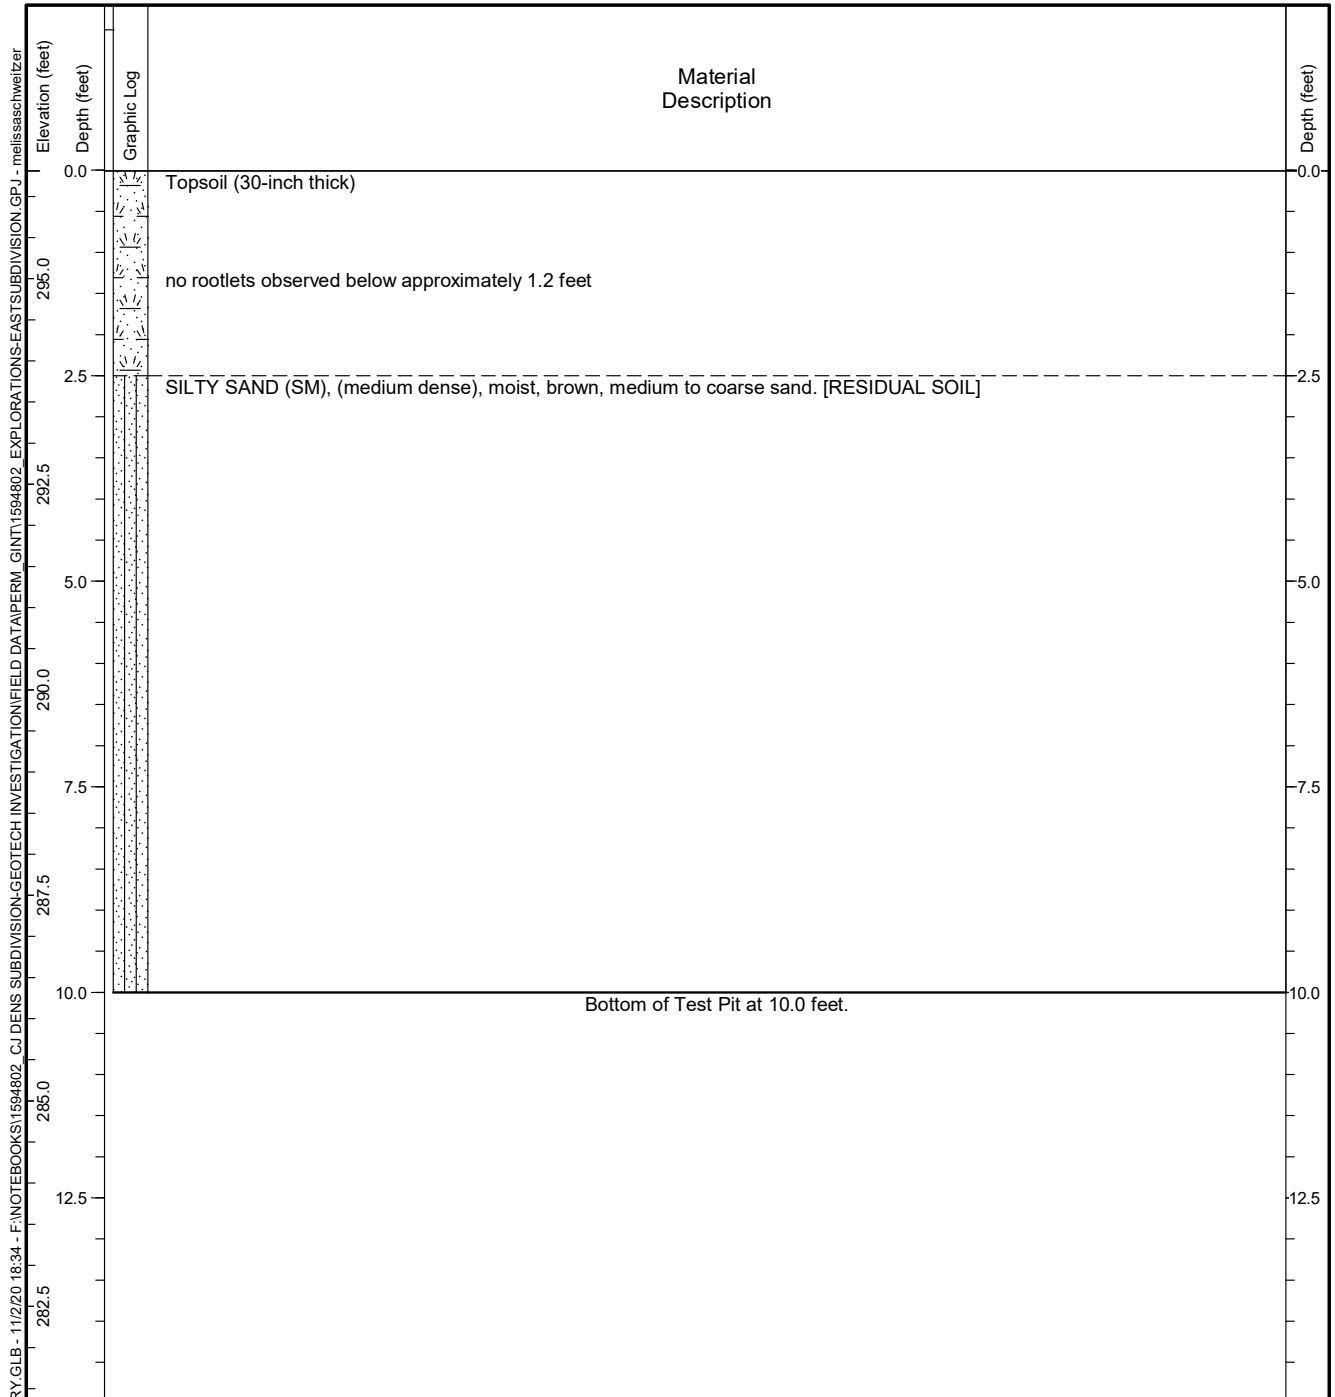 Elevation (feet)
Depth (feet)
Graphic Log
Material
Description
Depth (feet)
0.0
Topsoil (30-inch thick)
0.0
295.0
no rootlets observed below approximately 1.2 feet
2.5
SILTY SAND (SM), (medium dense), moist, brown, medium to coarse sand. [RESIDUAL SOIL]
2.5
292.5
5.0
5.0
290.0
7.5
7.5
287.5
10.0
Bottom of Test Pit at 10.0 feet.
10.0
285.0
12.5
12.5
282.5
RY.GLB - 11/2/20 18:34 - F:\NOTEBOOKS\1594802_CJ DENS SUBDIVISION-GEOTECH INVESTIGATION\FIELD DATA\PERM_GINT\1594802_EXPLORATIONS-EASTSUBDIVISION.GPJ - melissaschweitzer